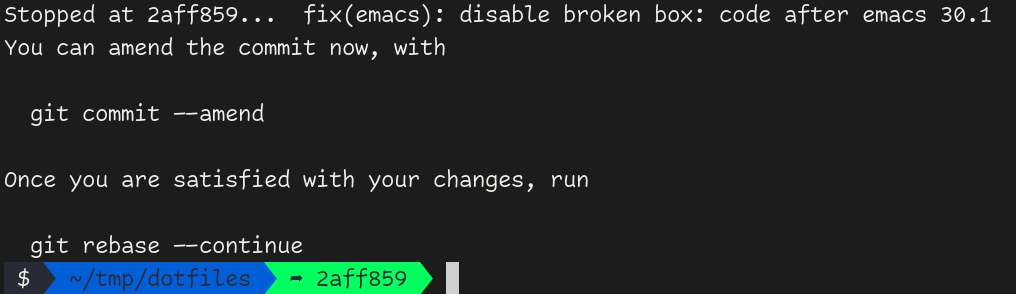 Stopped at 2aff859...  fix(emacs): disable broken box: code after emacs 30.1
You can amend the commit now, with
  git commit --amend
Once you are satisfied with your changes, run
  git rebase --continue
$ ~/tmp/dotfiles ➦ 2aff859